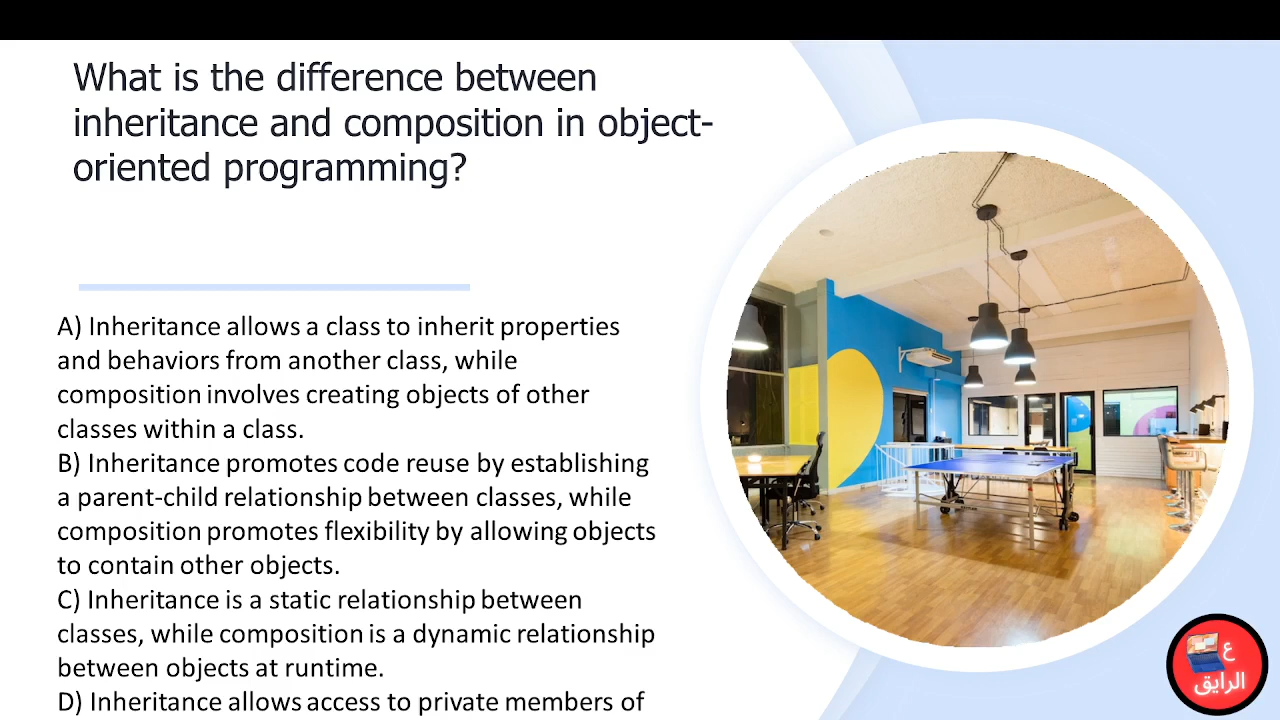 What is the difference between
inheritance and composition in object-
oriented programming?
A) Inheritance allows a class to inherit properties
and behaviors from another class, while
composition involves creating objects of other
classes within a class.
B) Inheritance promotes code reuse by establishing
a parent-child relationship between classes, while
composition promotes flexibility by allowing objects
to contain other objects.
C) Inheritance is a static relationship between
classes, while composition is a dynamic relationship
between objects at runtime.
D) Inheritance allows access to private members of
ع
الرايق